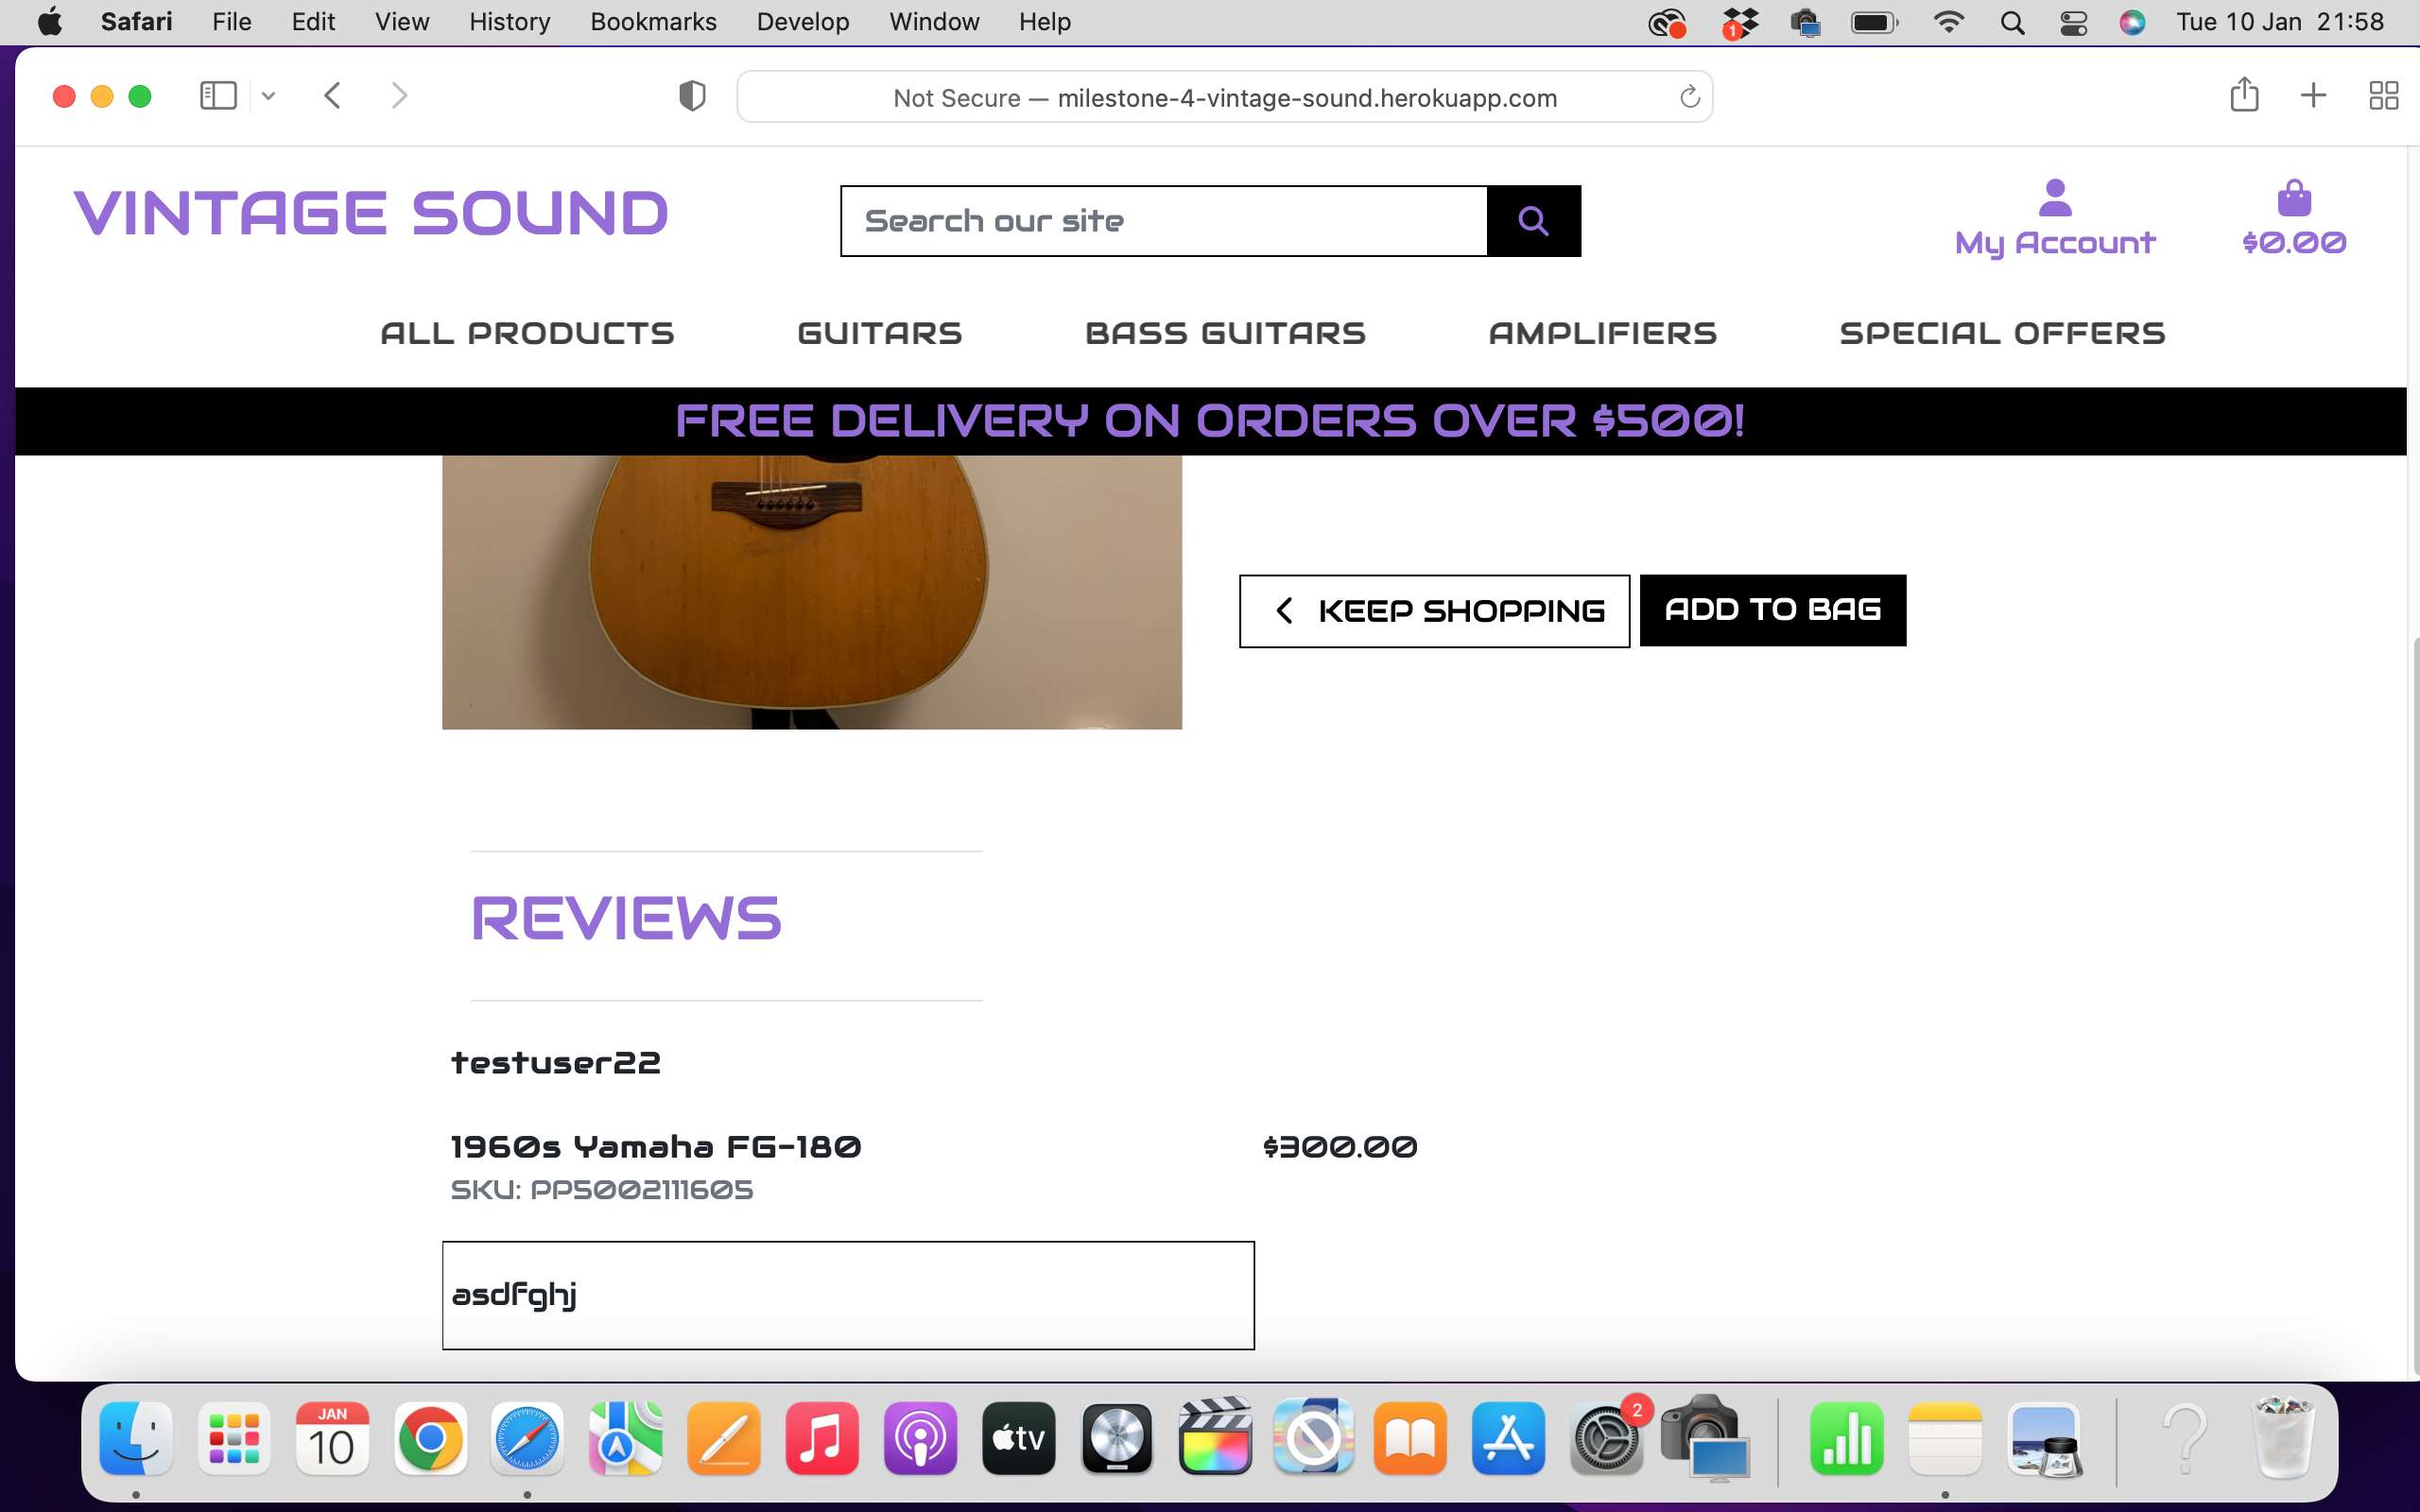 Safari File Edit View History Bookmarks Develop Window Help 1 Tue 10 Jan 21:58
Not Secure — milestone-4-vintage-sound.herokuapp.com
VINTAGE SOUND
Search our site
My Account
$0.00
ALL PRODUCTS GUITARS BASS GUITARS AMPLIFIERS SPECIAL OFFERS
FREE DELIVERY ON ORDERS OVER $500!
KEEP SHOPPING
ADD TO BAG
REVIEWS
testuser22
1960s Yamaha FG-180 $300.00
SKU: PP5002111605
asdfghj
JAN
10
tv
2